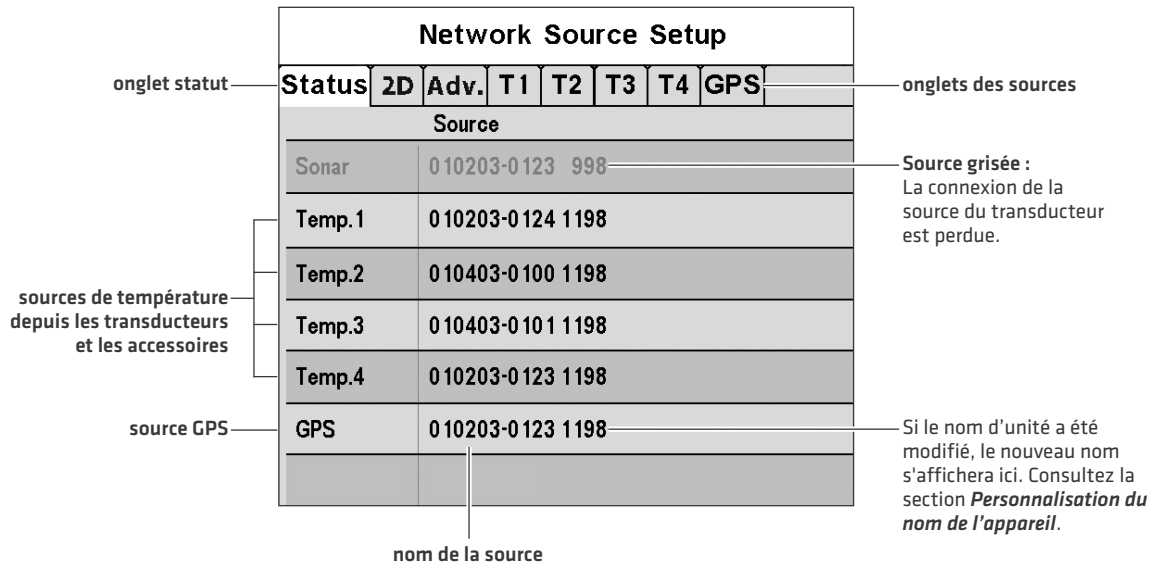 Network Source Setup
onglet statut
Status 2D Adv. T1 T2 T3 T4 GPS
onglets des sources
Source
Sonar 010203-0123 998
Source grisée :
La connexion de la
source du transducteur
est perdue.
Temp.1 010203-0124 1198
Temp.2 010403-0100 1198
Temp.3 010403-0101 1198
Temp.4 010203-0123 1198
sources de température
depuis les transducteurs
et les accessoires
source GPS
GPS 010203-0123 1198
Si le nom d’unité a été
modifié, le nouveau nom
s'affichera ici. Consultez la
section Personnalisation du
nom de l’appareil.
nom de la source